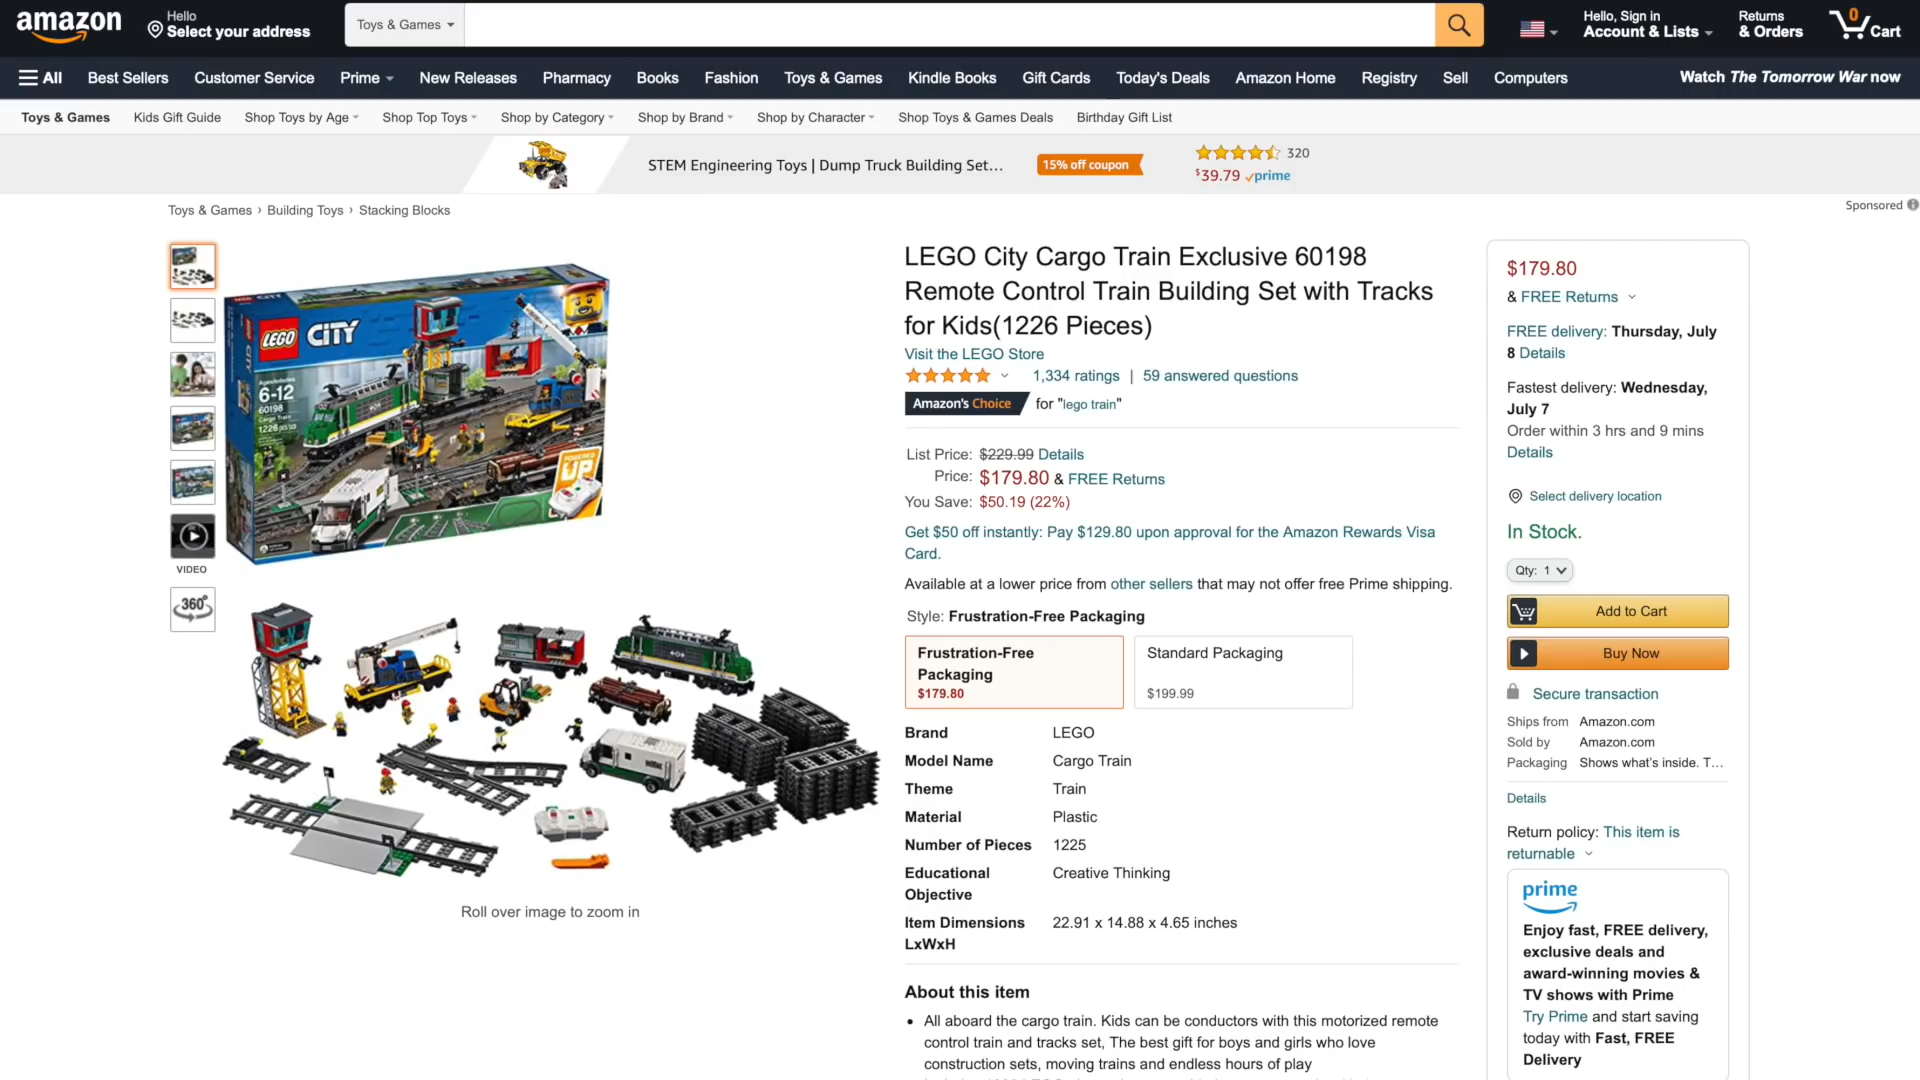 amazon
Hello
Select your address
Toys & Games
Hello, Sign in
Account & Lists
Returns
& Orders
0
Cart
All
Best Sellers
Customer Service
Prime
New Releases
Pharmacy
Books
Fashion
Toys & Games
Kindle Books
Gift Cards
Today's Deals
Amazon Home
Registry
Sell
Computers
Watch The Tomorrow War now
Toys & Games
Kids Gift Guide
Shop Toys by Age
Shop Top Toys
Shop by Category
Shop by Brand
Shop by Character
Shop Toys & Games Deals
Birthday Gift List
STEM Engineering Toys | Dump Truck Building Set…
15% off coupon
320
$39.79 prime
Sponsored
Toys & Games › Building Toys › Stacking Blocks
VIDEO
360°
LEGO CITY
6-12
60198
Cargo Train
1226 pcs/pzs
POWERED UP
Roll over image to zoom in
LEGO City Cargo Train Exclusive 60198
Remote Control Train Building Set with Tracks
for Kids(1226 Pieces)
Visit the LEGO Store
1,334 ratings | 59 answered questions
Amazon's Choice for "lego train"
List Price: $229.99 Details
Price: $179.80 & FREE Returns
You Save: $50.19 (22%)
Get $50 off instantly: Pay $129.80 upon approval for the Amazon Rewards Visa
Card.
Available at a lower price from other sellers that may not offer free Prime shipping.
Style: Frustration-Free Packaging
Frustration-Free
Packaging
$179.80
Standard Packaging
$199.99
Brand LEGO
Model Name Cargo Train
Theme Train
Material Plastic
Number of Pieces 1225
Educational Creative Thinking
Objective
Item Dimensions 22.91 x 14.88 x 4.65 inches
LxWxH
About this item
• All aboard the cargo train. Kids can be conductors with this motorized remote
control train and tracks set, The best gift for boys and girls who love
construction sets, moving trains and endless hours of play
$179.80
& FREE Returns
FREE delivery: Thursday, July
8 Details
Fastest delivery: Wednesday,
July 7
Order within 3 hrs and 9 mins
Details
Select delivery location
In Stock.
Qty: 1
Add to Cart
Buy Now
Secure transaction
Ships from Amazon.com
Sold by Amazon.com
Packaging Shows what's inside. T…
Details
Return policy: This item is
returnable
prime
Enjoy fast, FREE delivery,
exclusive deals and
award-winning movies &
TV shows with Prime
Try Prime and start saving
today with Fast, FREE
Delivery